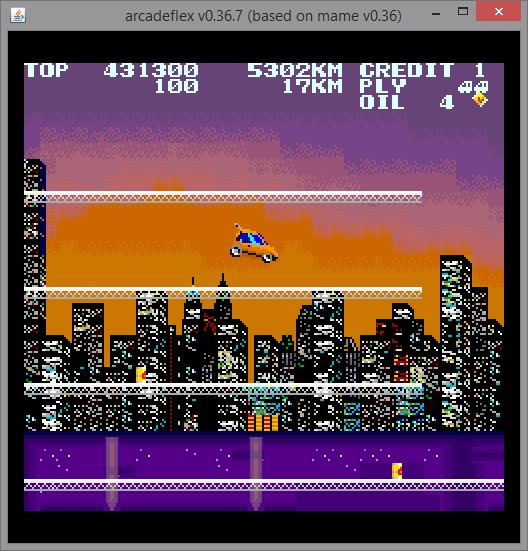 arcadeflex v0.36.7 (based on mame v0.36)
TOP 431300 5302KM CREDIT 1
100 17KM PLY
OIL 4